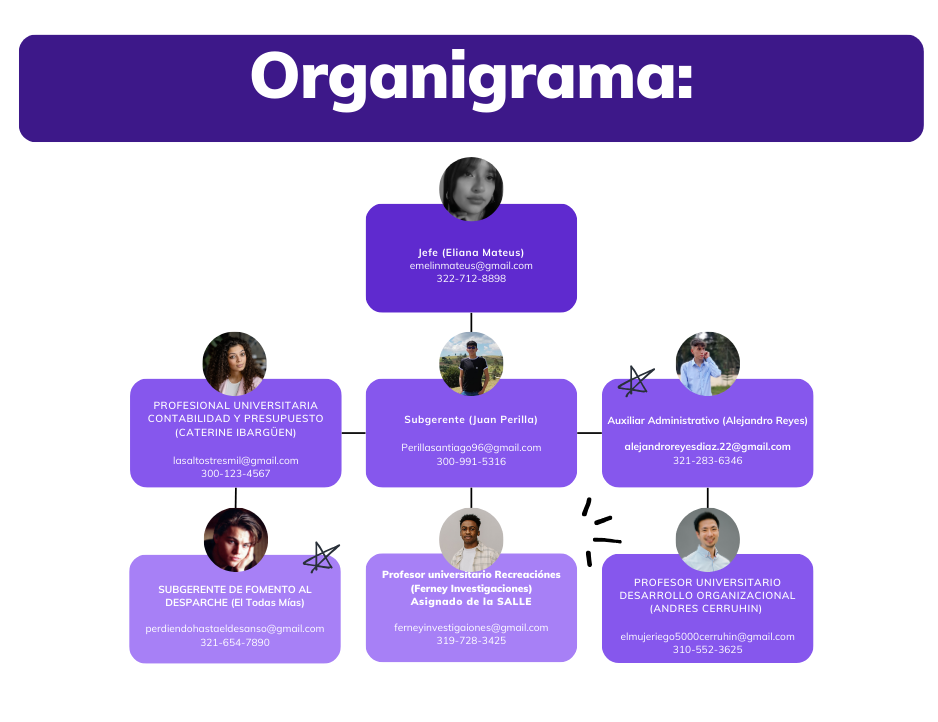 Organigrama:
Jefe (Eliana Mateus)
emelinmateus@gmail.com
322-712-8898
PROFESIONAL UNIVERSITARIA
CONTABILIDAD Y PRESUPUESTO
(CATERINE IBARGÜEN)
lasaltostresmil@gmail.com
300-123-4567
Subgerente (Juan Perilla)
Perillasantiago96@gmail.com
300-991-5316
Auxiliar Administrativo (Alejandro Reyes)
alejandroreyesdiaz.22@gmail.com
321-283-6346
SUBGERENTE DE FOMENTO AL
DESPARCHE (El Todas Mías)
perdiendohastaeldesanso@gmail.com
321-654-7890
Profesor universitario Recreaciónes
(Ferney Investigaciones)
Asignado de la SALLE
ferneyinvestigaiones@gmail.com
319-728-3425
PROFESOR UNIVERSITARIO
DESARROLLO ORGANIZACIONAL
(ANDRES CERRUHIN)
elmujeriego5000cerruhin@gmail.com
310-552-3625